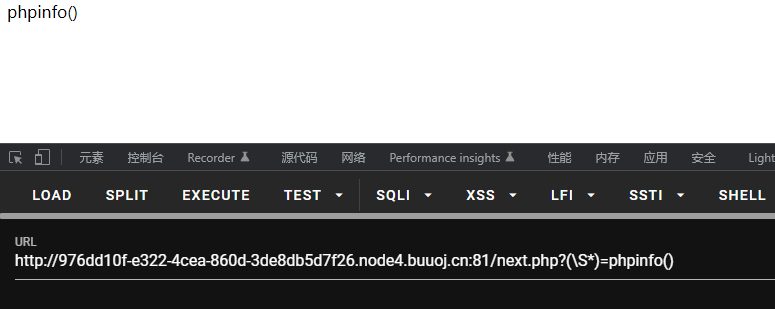 phpinfo()
元素 控制台 Recorder 源代码 网络 Performance insights 性能 内存 应用 安全 Light
LOAD SPLIT EXECUTE TEST SQLI XSS LFI SSTI SHELL
URL
http://976dd10f-e322-4cea-860d-3de8db5d7f26.node4.buuoj.cn:81/next.php?(\S*)=phpinfo()